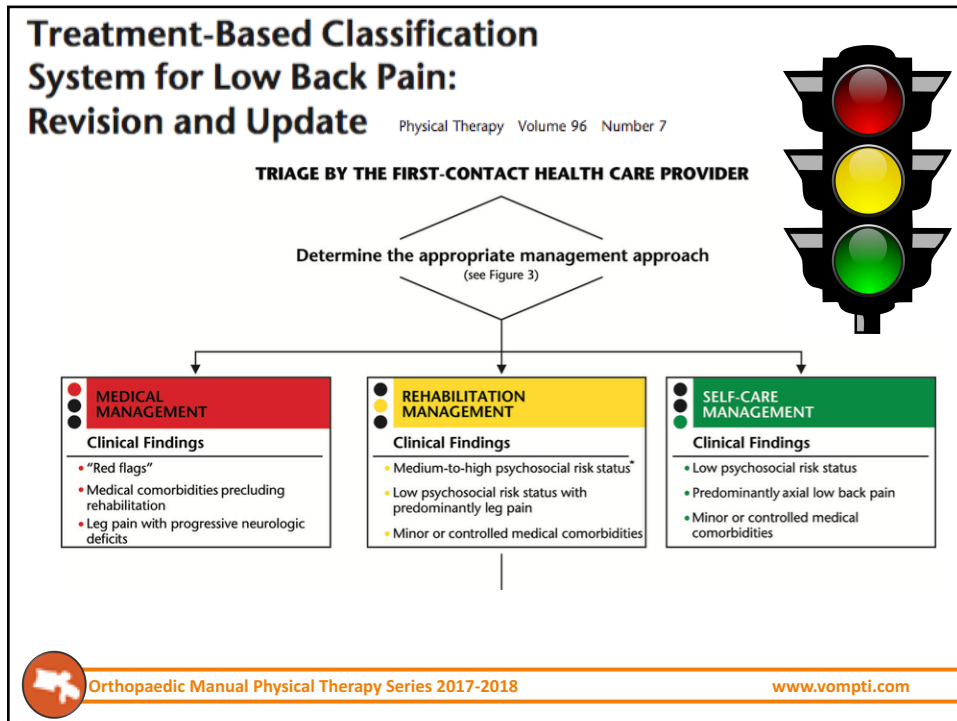 Treatment-Based Classification
System for Low Back Pain:
Revision and Update
Physical Therapy Volume 96 Number 7
TRIAGE BY THE FIRST-CONTACT HEALTH CARE PROVIDER
Determine the appropriate management approach
(see Figure 3)
MEDICAL
MANAGEMENT
Clinical Findings
• "Red flags"
• Medical comorbidities precluding
rehabilitation
• Leg pain with progressive neurologic
deficits
REHABILITATION
MANAGEMENT
Clinical Findings
• Medium-to-high psychosocial risk status*
• Low psychosocial risk status with
predominantly leg pain
• Minor or controlled medical comorbidities
SELF-CARE
MANAGEMENT
Clinical Findings
• Low psychosocial risk status
• Predominantly axial low back pain
• Minor or controlled medical
comorbidities
Orthopaedic Manual Physical Therapy Series 2017-2018
www.vompti.com